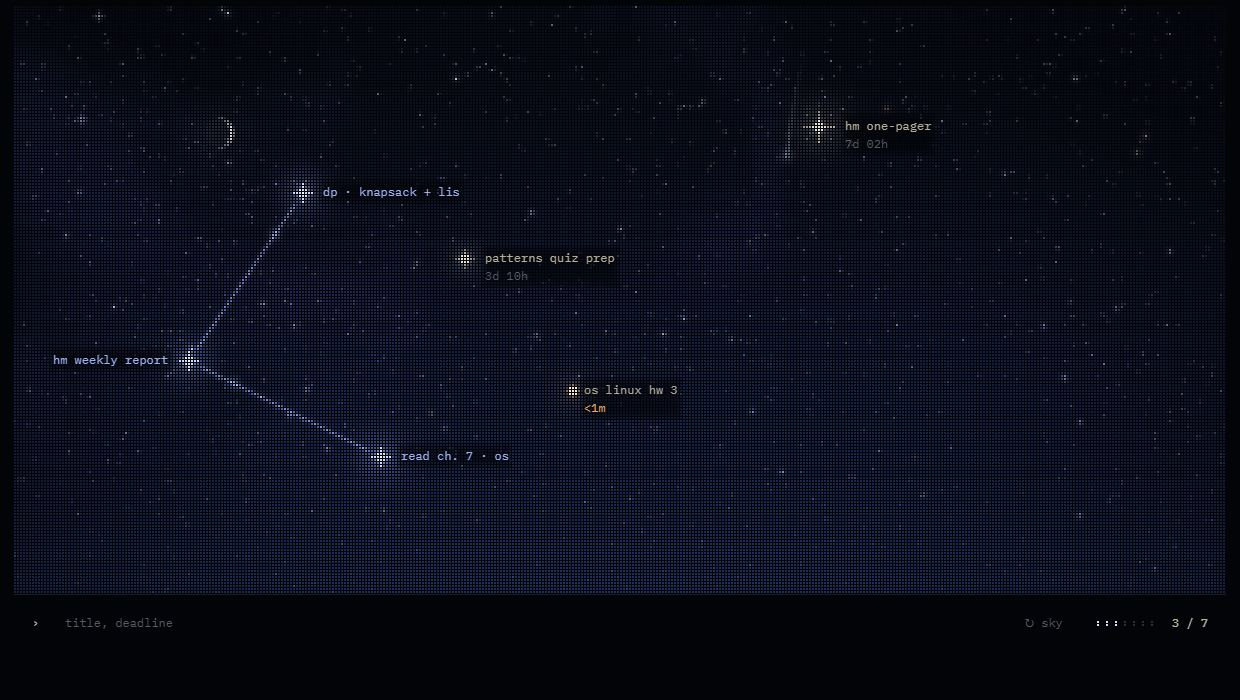 hm one-pager
7d 02h
dp · knapsack + lis
patterns quiz prep
3d 10h
hm weekly report
os linux hw 3
<1m
read ch. 7 · os
› title, deadline
↻ sky
3 / 7